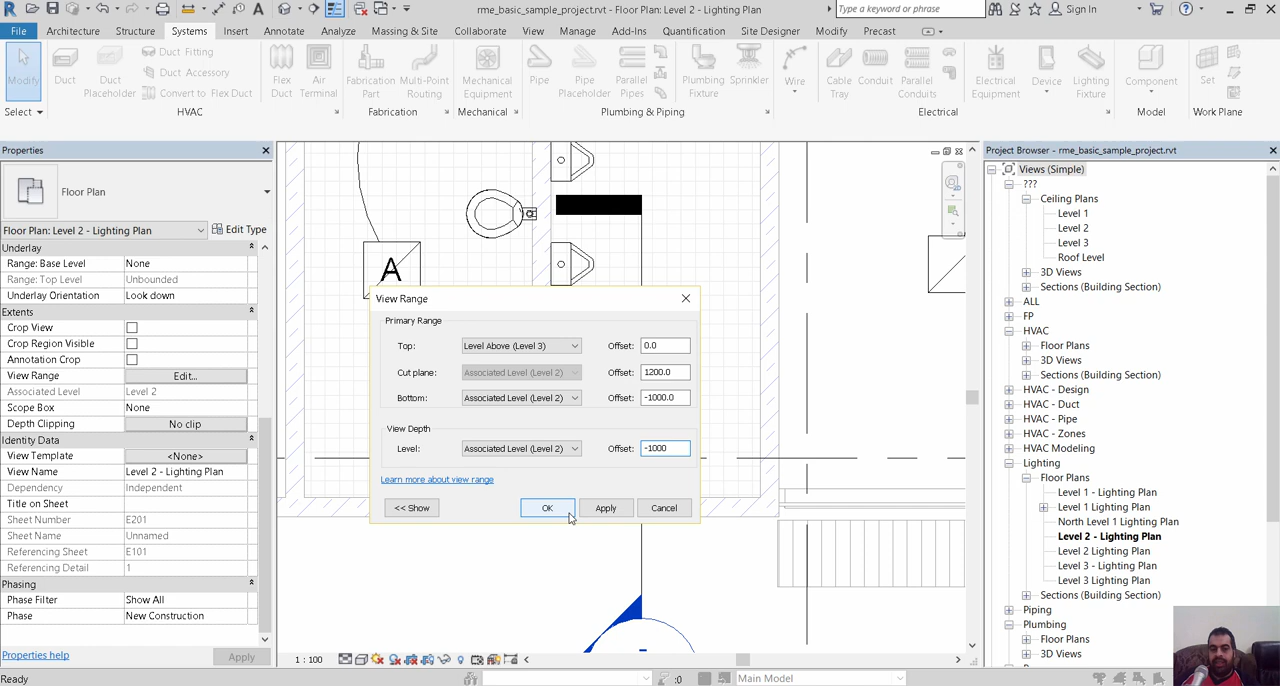 rme_basic_sample_project.rvt - Floor Plan: Level 2 - Lighting Plan
Type a keyword or phrase
Sign In
File Architecture Structure Systems Insert Annotate Analyze Massing & Site Collaborate View Manage Add-Ins Quantification Site Designer Modify Precast
Modify
Duct
Duct Placeholder
Duct Fitting
Duct Accessory
Convert to Flex Duct
Flex Duct
Air Terminal
Fabrication Part
Multi-Point Routing
Mechanical Equipment
Pipe
Pipe Placeholder
Parallel Pipes
Plumbing Fixture
Sprinkler
Wire
Cable Tray
Conduit
Parallel Conduits
Electrical Equipment
Device
Lighting Fixture
Component
Set
Select
HVAC
Fabrication
Mechanical
Plumbing & Piping
Electrical
Model
Work Plane
Properties
Floor Plan
Floor Plan: Level 2 - Lighting Plan
Edit Type
Underlay
Range: Base Level None
Range: Top Level Unbounded
Underlay Orientation Look down
Extents
Crop View
Crop Region Visible
Annotation Crop
View Range Edit...
Associated Level Level 2
Scope Box None
Depth Clipping No clip
Identity Data
View Template <None>
View Name Level 2 - Lighting Plan
Dependency Independent
Title on Sheet
Sheet Number E201
Sheet Name Unnamed
Referencing Sheet E101
Referencing Detail 1
Phasing
Phase Filter Show All
Phase New Construction
Properties help
Apply
Ready
A
View Range
Primary Range
Top: Level Above (Level 3) Offset: 0.0
Cut plane: Associated Level (Level 2) Offset: 1200.0
Bottom: Associated Level (Level 2) Offset: -1000.0
View Depth
Level: Associated Level (Level 2) Offset: -1000
Learn more about view range
<< Show
OK
Apply
Cancel
-
1 : 100
:0
Main Model
Project Browser - rme_basic_sample_project.rvt
Views (Simple)
???
Ceiling Plans
Level 1
Level 2
Level 3
Roof Level
3D Views
Sections (Building Section)
ALL
FP
HVAC
Floor Plans
3D Views
Sections (Building Section)
HVAC - Design
HVAC - Duct
HVAC - Pipe
HVAC - Zones
HVAC Modeling
Lighting
Floor Plans
Level 1 - Lighting Plan
Level 1 Lighting Plan
North Level 1 Lighting Plan
Level 2 - Lighting Plan
Level 2 Lighting Plan
Level 3 - Lighting Plan
Level 3 Lighting Plan
Sections (Building Section)
Piping
Plumbing
Floor Plans
3D Views